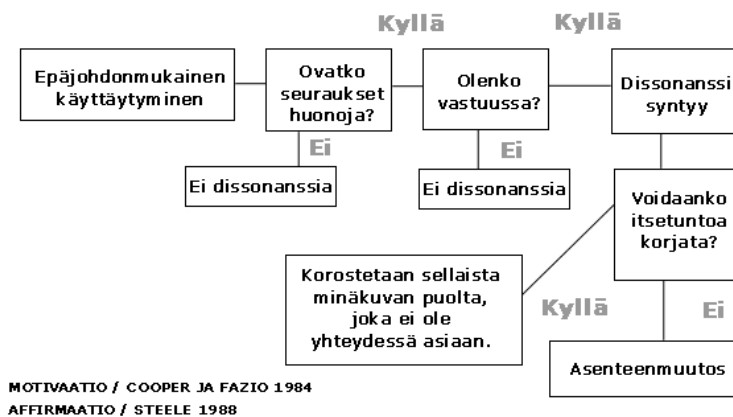 Kyllä
Kyllä
Epäjohdonmukainen
käyttäytyminen
Ovatko
seuraukset
huonoja?
Olenko
vastuussa?
Dissonanssi
syntyy
Ei
Ei
Ei dissonanssia
Ei dissonanssia
Voidaanko
itsetuntoa
korjata?
Korostetaan sellaista
minäkuvan puolta,
joka ei ole
yhteydessä asiaan.
Kyllä
Ei
Asenteenmuutos
MOTIVAATIO / COOPER JA FAZIO 1984
AFFIRMAATIO / STEELE 1988